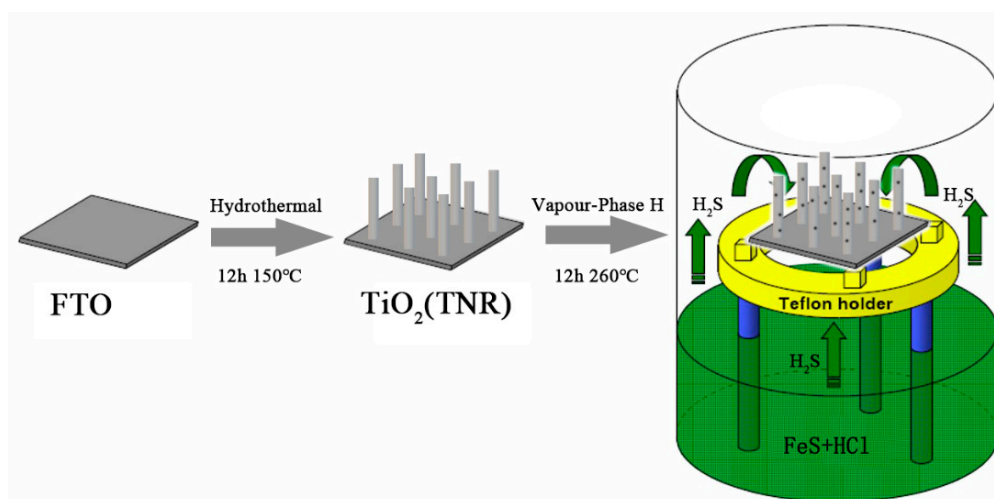 FTO
Hydrothermal
12h 150℃
TiO₂(TNR)
Vapour-Phase H
12h 260℃
H₂S
H₂S
Teflon holder
H₂S
FeS+HCl